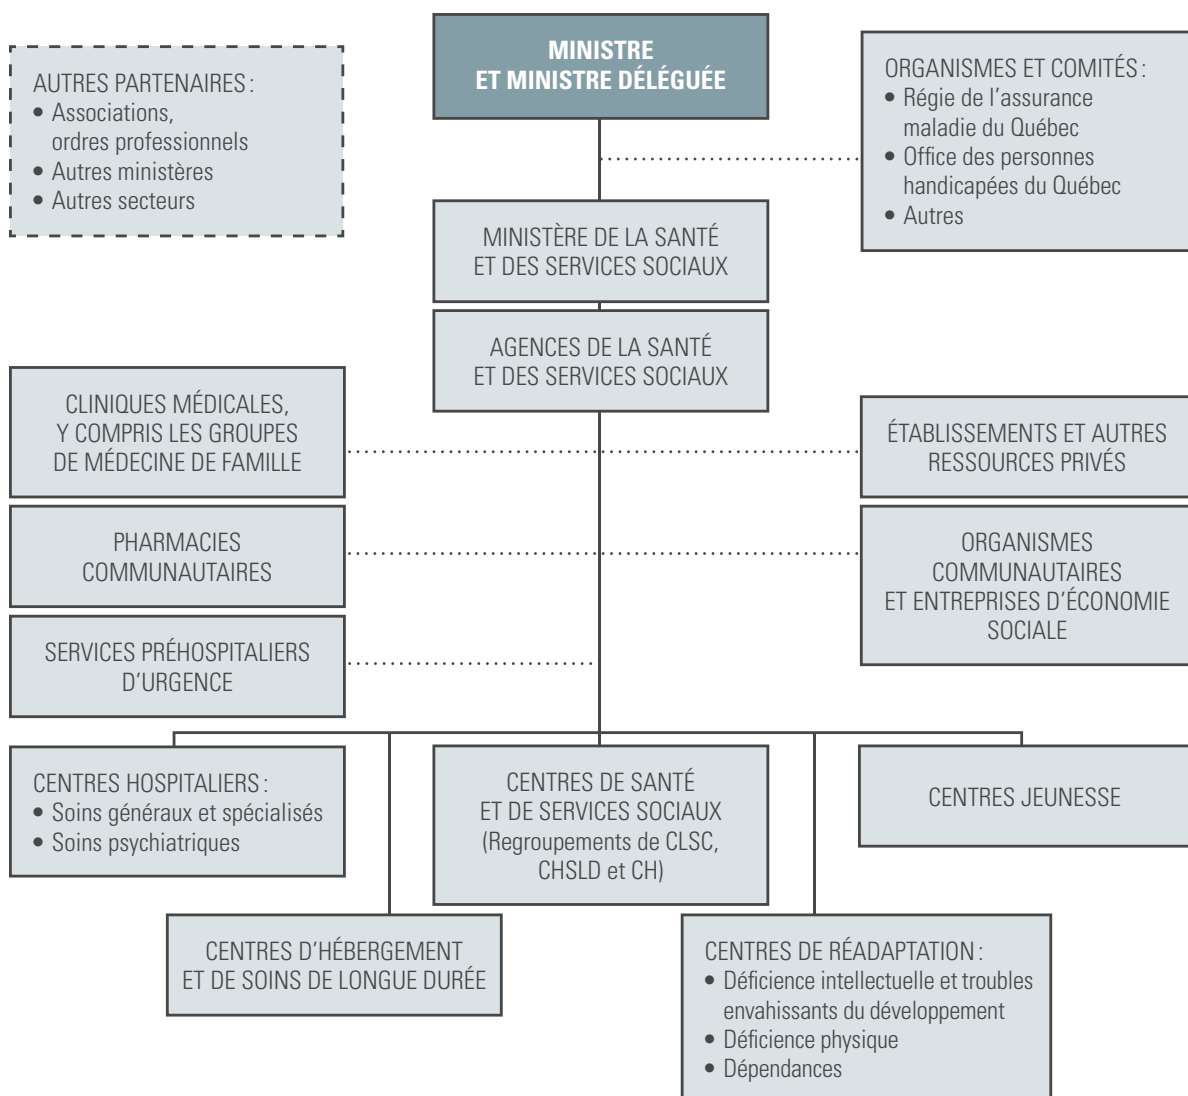 MINISTRE
ET MINISTRE DÉLÉGUÉE
AUTRES PARTENAIRES :
• Associations,
ordres professionnels
• Autres ministères
• Autres secteurs
ORGANISMES ET COMITÉS :
• Régie de l’assurance
maladie du Québec
• Office des personnes
handicapées du Québec
• Autres
MINISTÈRE DE LA SANTÉ
ET DES SERVICES SOCIAUX
AGENCES DE LA SANTÉ
ET DES SERVICES SOCIAUX
CLINIQUES MÉDICALES,
Y COMPRIS LES GROUPES
DE MÉDECINE DE FAMILLE
ÉTABLISSEMENTS ET AUTRES
RESSOURCES PRIVÉS
PHARMACIES
COMMUNAUTAIRES
ORGANISMES
COMMUNAUTAIRES
ET ENTREPRISES D’ÉCONOMIE
SOCIALE
SERVICES PRÉHOSPITALIERS
D’URGENCE
CENTRES HOSPITALIERS :
• Soins généraux et spécialisés
• Soins psychiatriques
CENTRES DE SANTÉ
ET DE SERVICES SOCIAUX
(Regroupements de CLSC,
CHSLD et CH)
CENTRES JEUNESSE
CENTRES D’HÉBERGEMENT
ET DE SOINS DE LONGUE DURÉE
CENTRES DE RÉADAPTATION :
• Déficience intellectuelle et troubles
envahissants du développement
• Déficience physique
• Dépendances